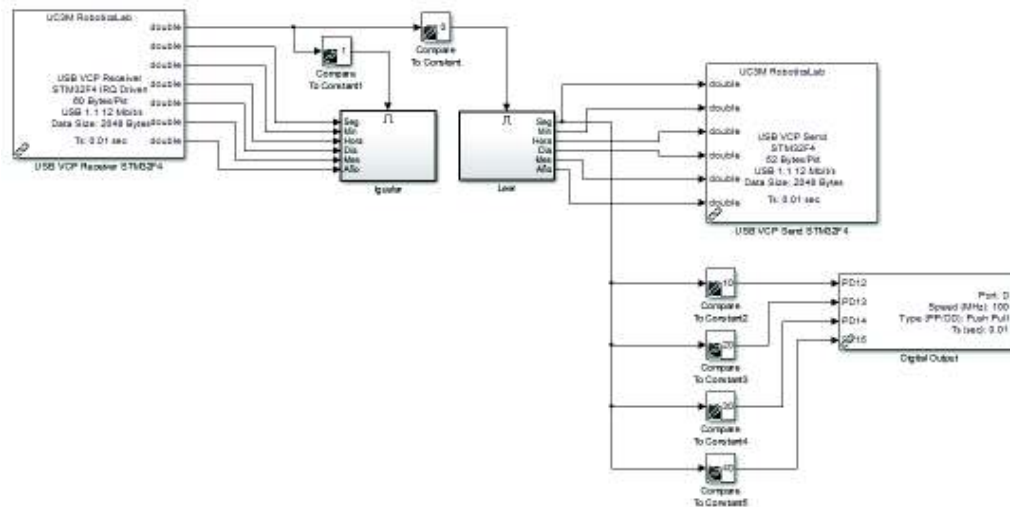 UC3M RoboticsLab
double
double
double
USB VCP Receiver
STM32F4 IRQ Driven
double
60 Bytes/Pkt
double
USB 1.1 12 Mbit/s
Data Size: 2048 Bytes
double
Ts: 0.01 sec
double
USB VCP Receiver STM32F4
1
Compare
To Constant1
Compare
To Constant
Seg
Min
Hora
Dia
Mes
Año
Igualar
Seg
Min
Hora
Dia
Mes
Año
Leer
UC3M RoboticsLab
double
double
double
USB VCP Send
STM32F4
double
52 Bytes/Pkt
USB 1.1 12 Mbit/s
double
Data Size: 2048 Bytes
Ts: 0.01 sec
double
USB VCP Send STM32F4
10
Compare
To Constant2
20
Compare
To Constant3
Compare
To Constant4
40
Compare
To Constant5
PD12
PD13
PD14
Port: D
Speed (MHz): 100
Type (PP/OD): Push Pull
Ts (sec): 0.01
Digital Output